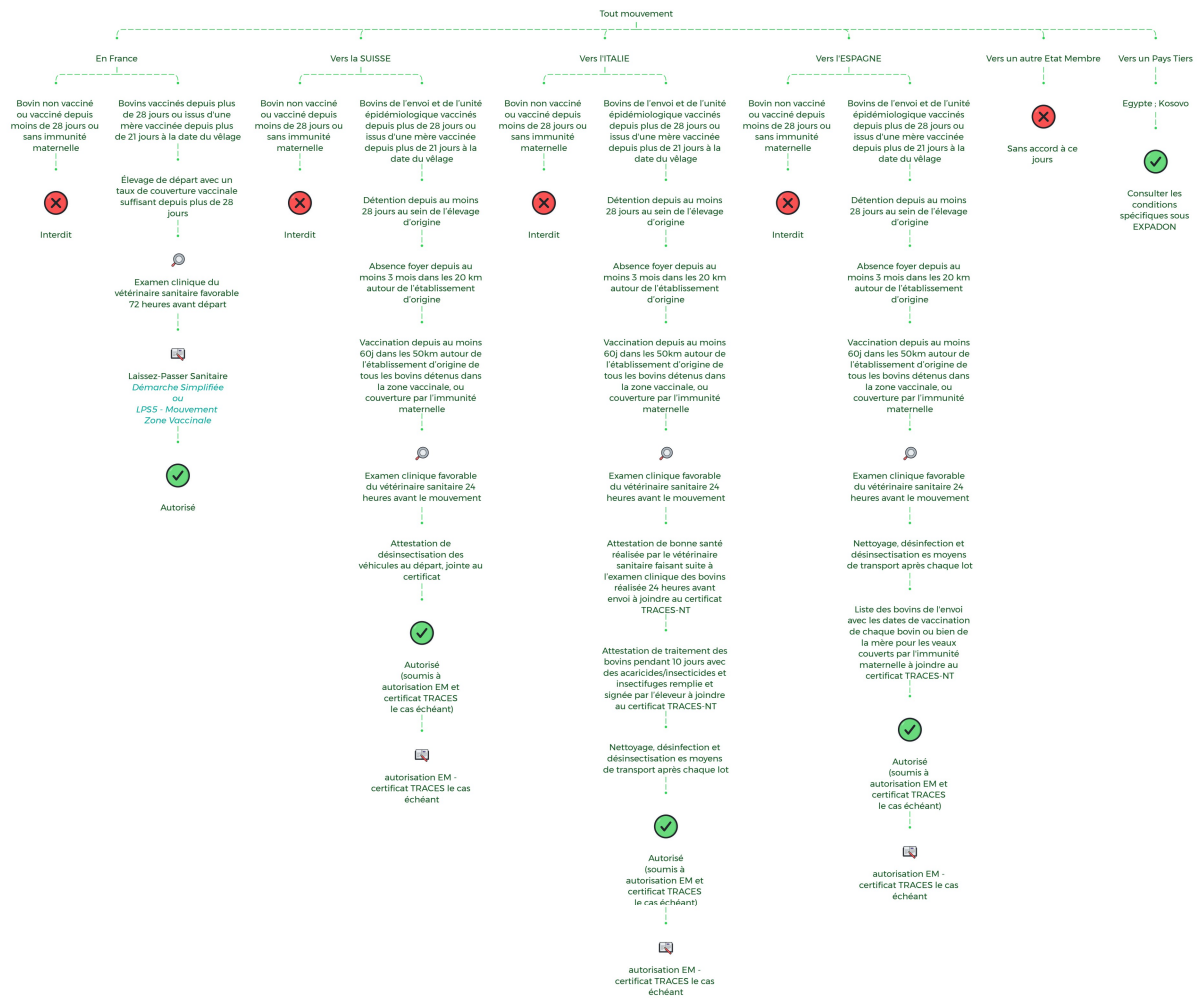 Tout mouvement
En France
Bovin non vacciné
ou vacciné depuis
moins de 28 jours ou
sans immunité
maternelle
Interdit
Bovins vaccinés depuis plus
de 28 jours ou issus d'une
mère vaccinée depuis plus
de 21 jours à la date du vêlage
Élevage de départ avec un
taux de couverture vaccinale
suffisant depuis plus de 28
jours
Examen clinique du
vétérinaire sanitaire favorable
72 heures avant départ
Laissez-Passer Sanitaire
Démarche Simplifiée
ou
LPS5 - Mouvement
Zone Vaccinale
Autorisé
Vers la SUISSE
Bovin non vacciné
ou vacciné depuis
moins de 28 jours ou
sans immunité
maternelle
Interdit
Bovins de l'envoi et de l'unité
épidémiologique vaccinés
depuis plus de 28 jours ou
issus d'une mère vaccinée
depuis plus de 21 jours à la
date du vêlage
Détention depuis au moins
28 jours au sein de l'élevage
d'origine
Absence foyer depuis au
moins 3 mois dans les 20 km
autour de l'établissement
d'origine
Vaccination depuis au moins
60j dans les 50km autour de
l'établissement d'origine de
tous les bovins détenus dans
la zone vaccinale, ou
couverture par l'immunité
maternelle
Examen clinique favorable
du vétérinaire sanitaire 24
heures avant le mouvement
Attestation de
désinsectisation des
véhicules au départ, jointe au
certificat
Autorisé
(soumis à
autorisation EM et
certificat TRACES
le cas échéant)
autorisation EM -
certificat TRACES le cas
échéant
Vers l'ITALIE
Bovin non vacciné
ou vacciné depuis
moins de 28 jours ou
sans immunité
maternelle
Interdit
Bovins de l'envoi et de l'unité
épidémiologique vaccinés
depuis plus de 28 jours ou
issus d'une mère vaccinée
depuis plus de 21 jours à la
date du vêlage
Détention depuis au moins
28 jours au sein de l'élevage
d'origine
Absence foyer depuis au
moins 3 mois dans les 20 km
autour de l'établissement
d'origine
Vaccination depuis au moins
60j dans les 50km autour de
l'établissement d'origine de
tous les bovins détenus dans
la zone vaccinale, ou
couverture par l'immunité
maternelle
Examen clinique favorable
du vétérinaire sanitaire 24
heures avant le mouvement
Attestation de bonne santé
réalisée par le vétérinaire
sanitaire faisant suite à
l'examen clinique des bovins
réalisée 24 heures avant
envoi à joindre au certificat
TRACES-NT
Attestation de traitement des
bovins pendant 10 jours avec
des acaricides/insecticides et
insectifuges remplie et
signée par l'éleveur à joindre
au certificat TRACES-NT
Nettoyage, désinfection et
désinsectisation es moyens
de transport après chaque lot
Autorisé
(soumis à
autorisation EM et
certificat TRACES
le cas échéant)
autorisation EM -
certificat TRACES le cas
échéant
Vers l'ESPAGNE
Bovin non vacciné
ou vacciné depuis
moins de 28 jours ou
sans immunité
maternelle
Interdit
Bovins de l'envoi et de l'unité
épidémiologique vaccinés
depuis plus de 28 jours ou
issus d'une mère vaccinée
depuis plus de 21 jours à la
date du vêlage
Détention depuis au moins
28 jours au sein de l'élevage
d'origine
Absence foyer depuis au
moins 3 mois dans les 20 km
autour de l'établissement
d'origine
Vaccination depuis au moins
60j dans les 50km autour de
l'établissement d'origine de
tous les bovins détenus dans
la zone vaccinale, ou
couverture par l'immunité
maternelle
Examen clinique favorable
du vétérinaire sanitaire 24
heures avant le mouvement
Nettoyage, désinfection et
désinsectisation es moyens
de transport après chaque lot
Liste des bovins de l'envoi
avec les dates de vaccination
de chaque bovin ou bien de
la mère pour les veaux
couverts par l'immunité
maternelle à joindre au
certificat TRACES-NT
Autorisé
(soumis à
autorisation EM et
certificat TRACES
le cas échéant)
autorisation EM -
certificat TRACES le cas
échéant
Vers un autre Etat Membre
Sans accord à ce
jours
Vers un Pays Tiers
Egypte ; Kosovo
Consulter les
conditions
spécifiques sous
EXPADON